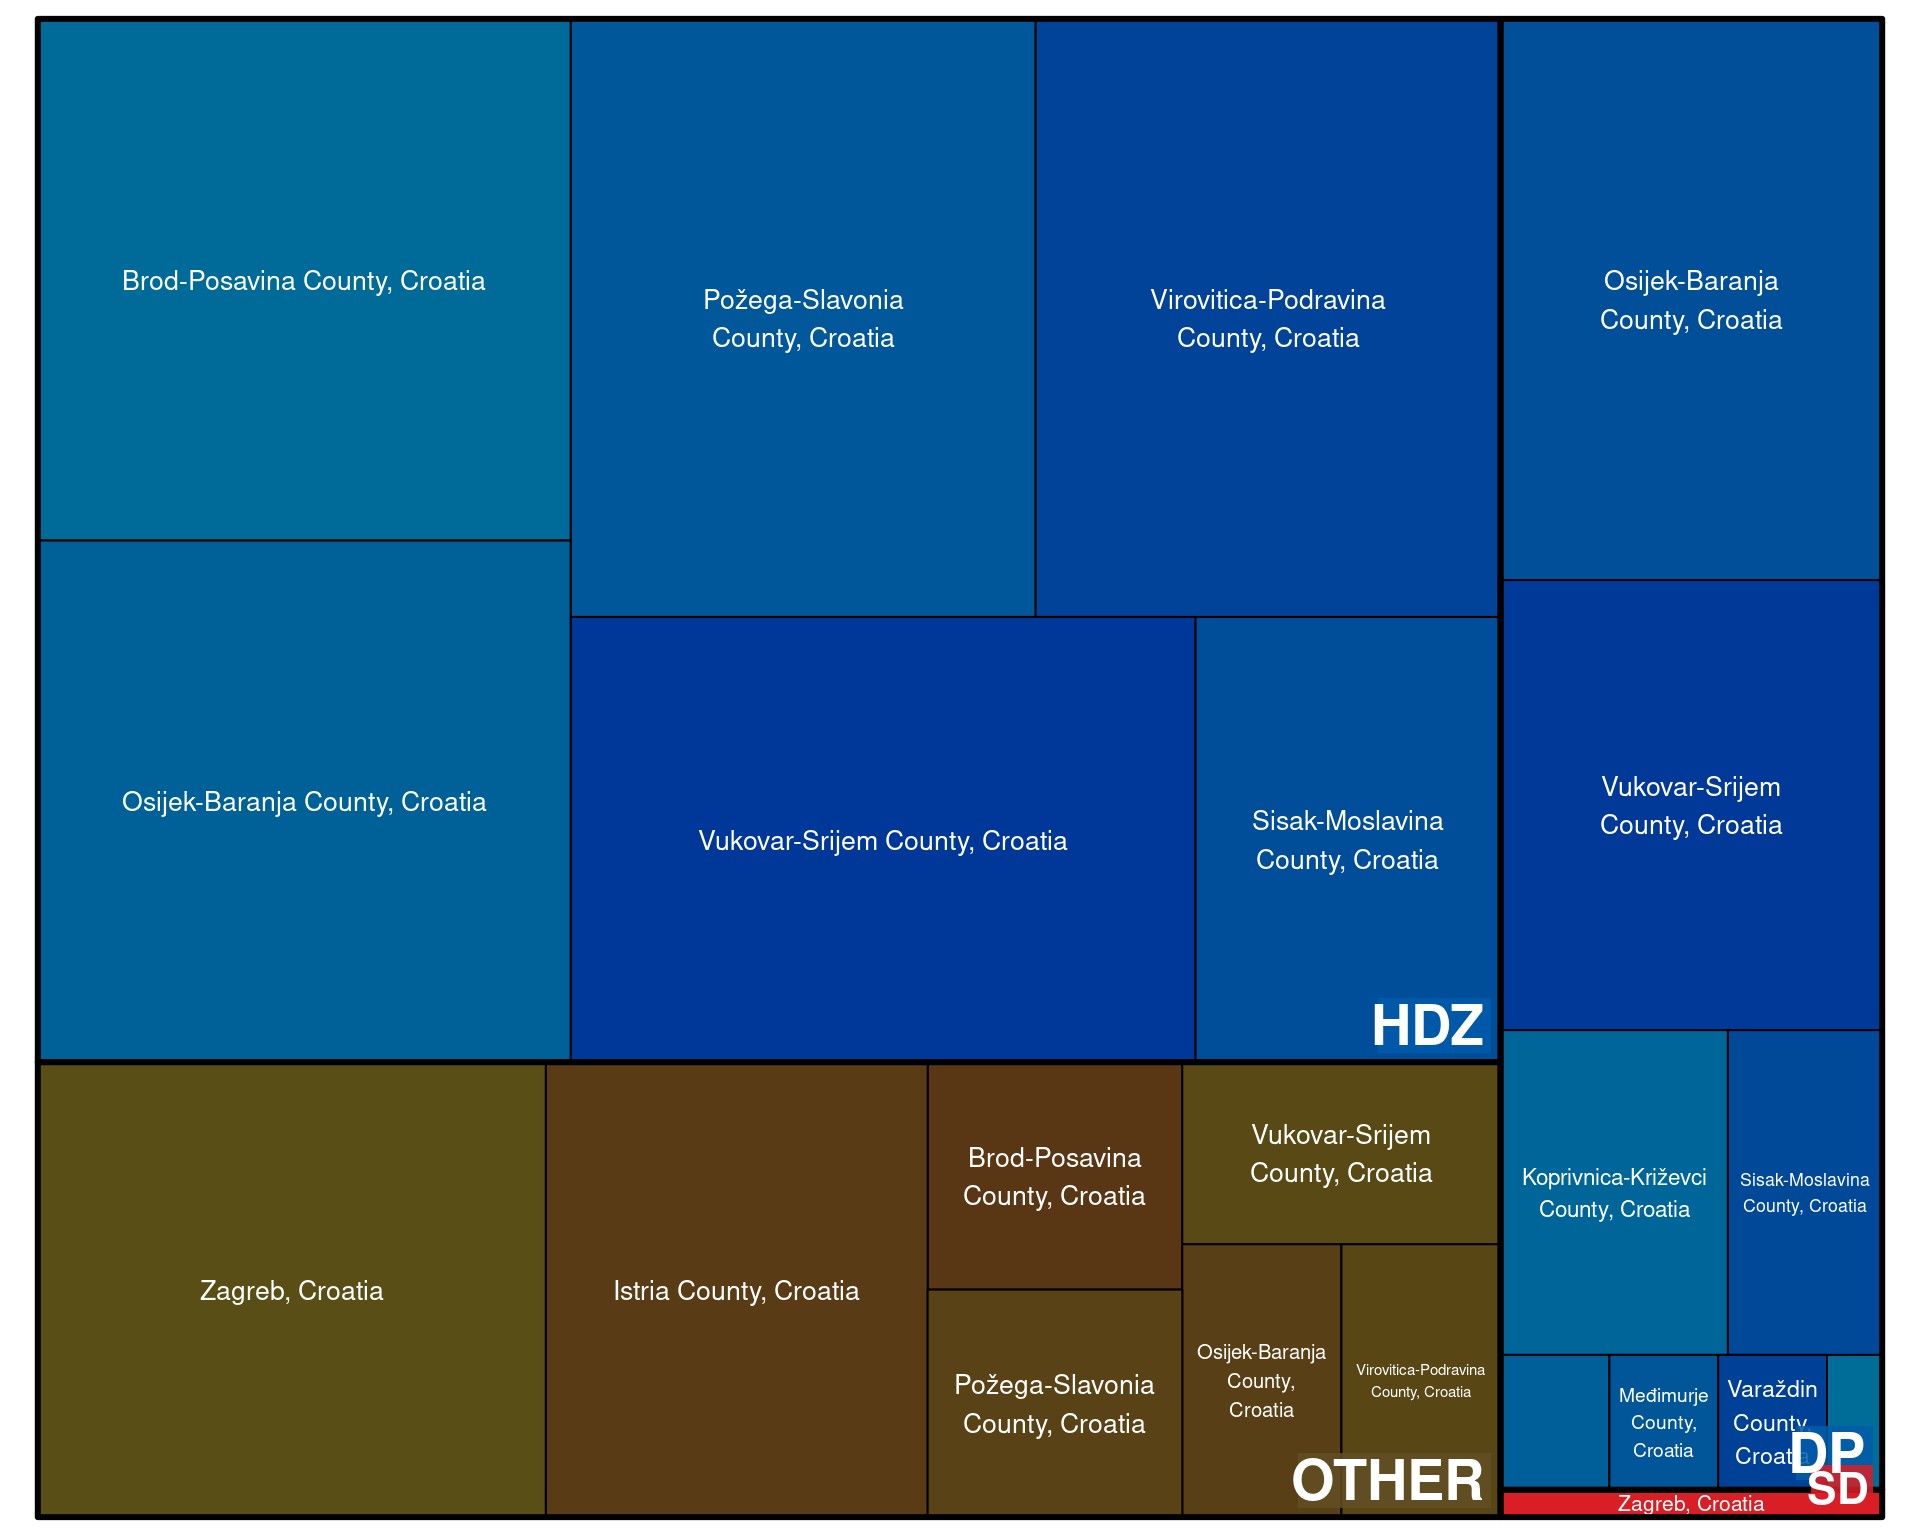 Brod-Posavina County, Croatia
Požega-Slavonia
County, Croatia
Virovitica-Podravina
County, Croatia
Osijek-Baranja
County, Croatia
Osijek-Baranja County, Croatia
Vukovar-Srijem County, Croatia
Sisak-Moslavina
County, Croatia
HDZ
Vukovar-Srijem
County, Croatia
Zagreb, Croatia
Istria County, Croatia
Brod-Posavina
County, Croatia
Požega-Slavonia
County, Croatia
Vukovar-Srijem
County, Croatia
Osijek-Baranja
County,
Croatia
Virovitica-Podravina
County, Croatia
OTHER
Koprivnica-Križevci
County, Croatia
Sisak-Moslavina
County, Croatia
Međimurje
County,
Croatia
Varaždin
County,
Croatia
DP
SD
Zagreb, Croatia